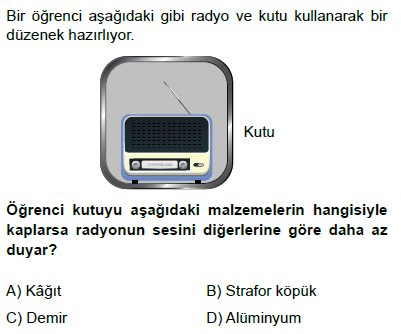 Bir öğrenci aşağıdaki gibi radyo ve kutu kullanarak bir
düzenek hazırlıyor.
Kutu
Öğrenci kutuyu aşağıdaki malzemelerin hangisiyle
kaplarsa radyonun sesini diğerlerine göre daha az
duyar?
A) Kâğıt
B) Strafor köpük
C) Demir
D) Alüminyum